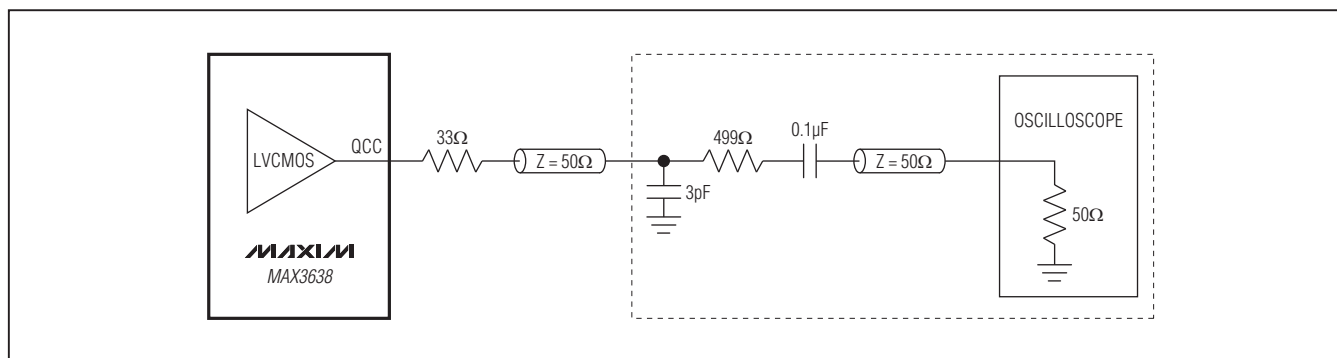 LVCMOS
QCC
MAXIM
MAX3638
33Ω
Z = 50Ω
3pF
499Ω
0.1µF
Z = 50Ω
OSCILLOSCOPE
50Ω